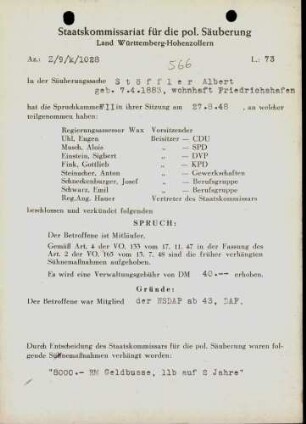 Staatskommissariat für die pol. Säuberung
Land Württemberg-Hohenzollern
Az.: Z/9/K/1028
L.: 73
566
In der Säuberungssache Stöffler Albert
geb. 7.4.1883, wohnhaft Friedrichshafen
hat die Spruchkammer VII in ihrer Sitzung am 27.8.48, an welcher
teilgenommen haben:
Regierungsassessor Wax Vorsitzender
Uhl, Eugen Beisitzer — CDU
Masch, Alois „ — SPD
Einstein, Sigbert „ — DVP
Fink, Gottlieb „ — KPD
Steinacher, Anton „ — Gewerkschaften
Schneckenburger, Josef „ — Berufsgruppe
Schwarz, Emil „ — Berufsgruppe
Reg.Ang. Hauer Vertreter des Staatskommissars
beschlossen und verkündet folgenden
SPRUCH:
Der Betroffene ist Mitläufer.
Gemäß Art. 4 der VO. 133 vom 17. 11. 47 in der Fassung des
Art. 2 der VO. 165 vom 13. 7. 48 sind die früher verhängten
Sühnemaßnahmen aufgehoben.
Es wird eine Verwaltungsgebühr von DM 40.-- erhoben.
Gründe:
Der Betroffene war Mitglied der NSDAP ab 43, DAF.
Durch Entscheidung des Staatskommissars für die pol. Säuberung waren fol-
gende Sühnemaßnahmen verhängt worden:
"8000.- RM Geldbusse, 11b auf 2 Jahre"